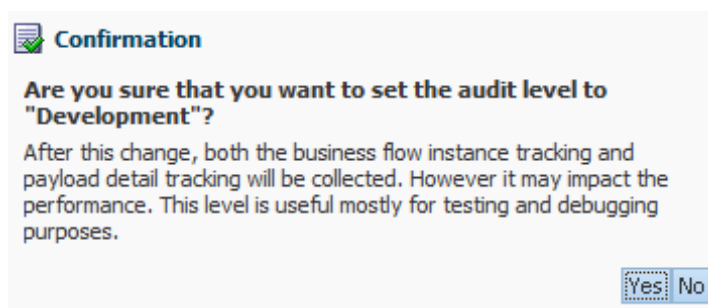 Confirmation
Are you sure that you want to set the audit level to
"Development"?
After this change, both the business flow instance tracking and
payload detail tracking will be collected. However it may impact the
performance. This level is useful mostly for testing and debugging
purposes.
Yes No